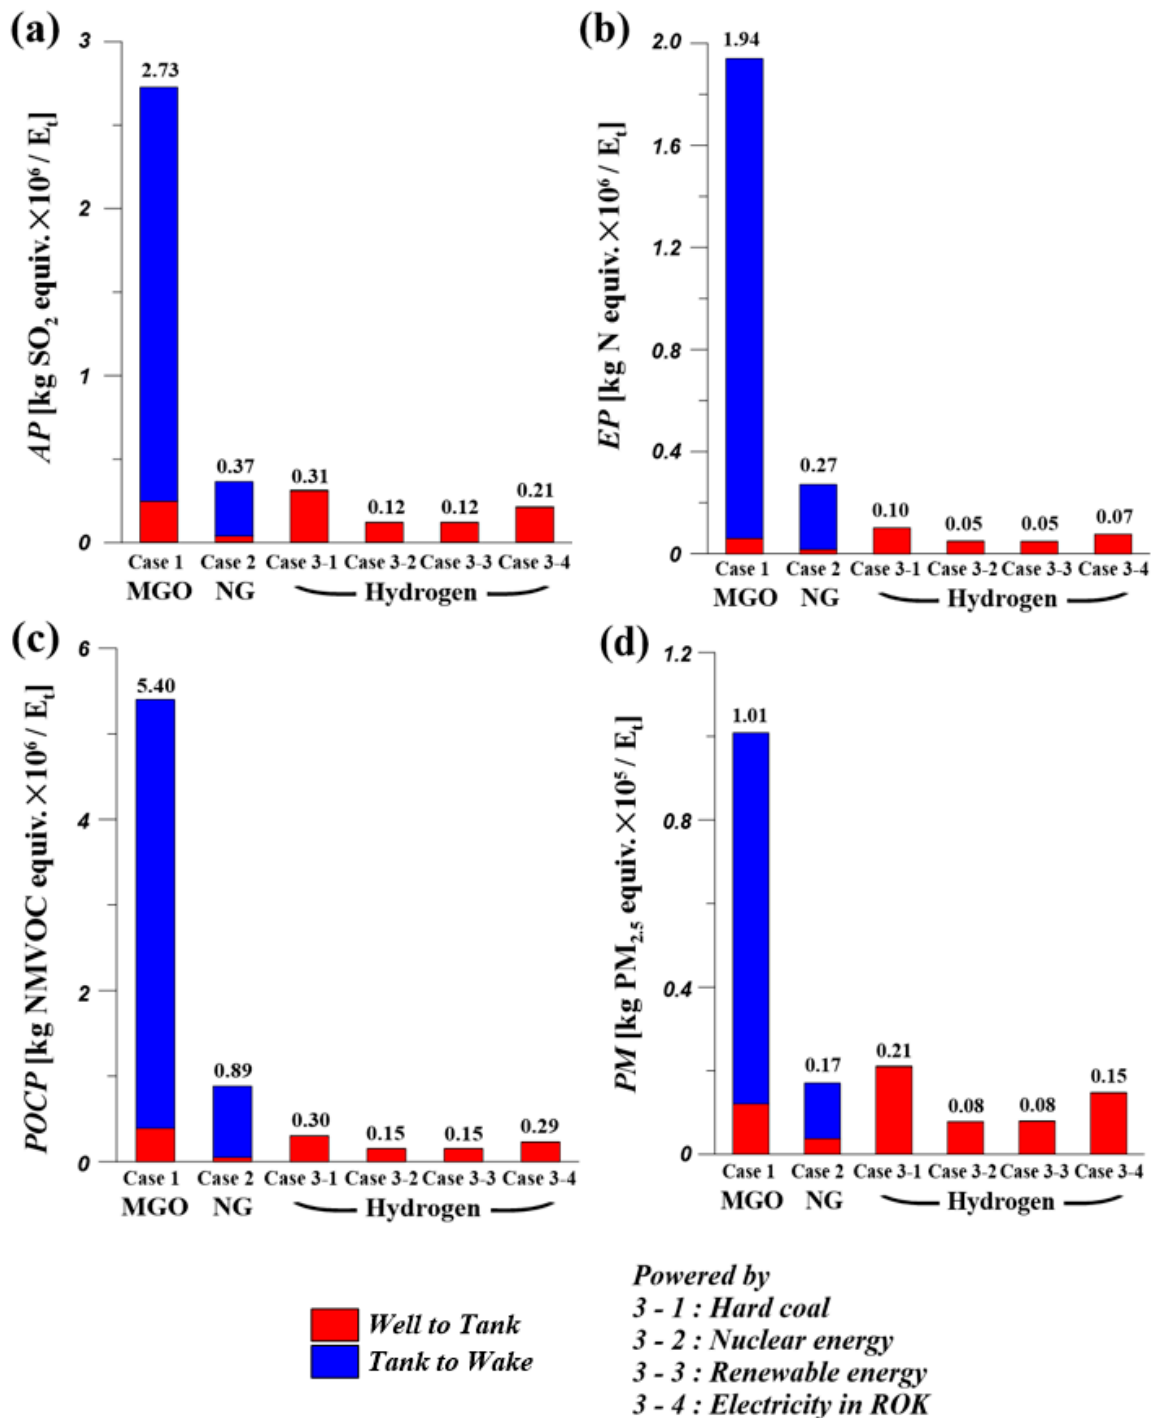 (a)
AP [kg SO₂ equiv.×10⁶ / Eₜ]
3
2
1
0
2.73
0.37
0.31
0.12
0.12
0.21
Case 1 Case 2 Case 3-1 Case 3-2 Case 3-3 Case 3-4
MGO NG Hydrogen
(b)
EP [kg N equiv.×10⁶ / Eₜ]
2.0
1.6
1.2
0.8
0.4
0
1.94
0.27
0.10
0.05
0.05
0.07
Case 1 Case 2 Case 3-1 Case 3-2 Case 3-3 Case 3-4
MGO NG Hydrogen
(c)
POCP [kg NMVOC equiv.×10⁶ / Eₜ]
6
4
2
0
5.40
0.89
0.30
0.15
0.15
0.29
Case 1 Case 2 Case 3-1 Case 3-2 Case 3-3 Case 3-4
MGO NG Hydrogen
(d)
PM [kg PM₂.₅ equiv.×10⁵ / Eₜ]
1.2
0.8
0.4
0
1.01
0.17
0.21
0.08
0.08
0.15
Case 1 Case 2 Case 3-1 Case 3-2 Case 3-3 Case 3-4
MGO NG Hydrogen
Well to Tank
Tank to Wake
Powered by
3 - 1 : Hard coal
3 - 2 : Nuclear energy
3 - 3 : Renewable energy
3 - 4 : Electricity in ROK